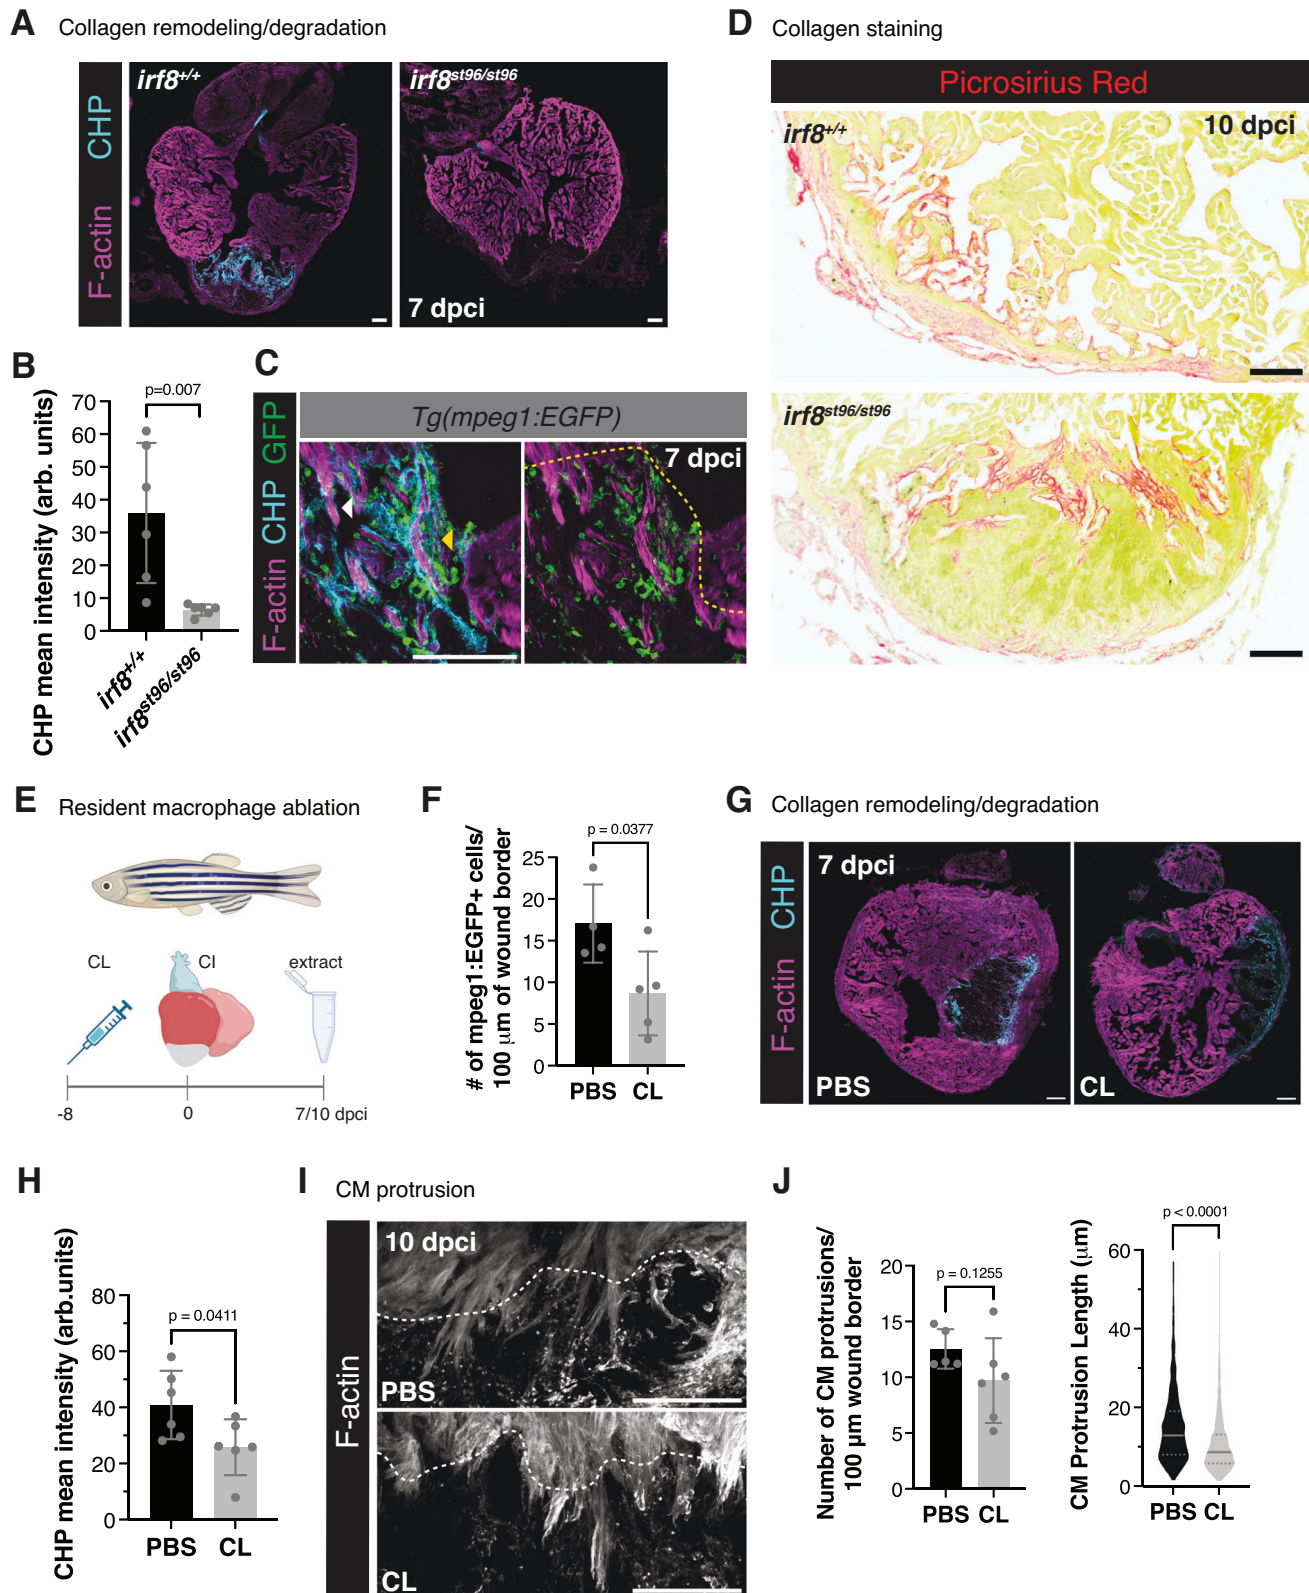 A Collagen remodeling/degradation
F-actin CHP
irf8+/+
irf8st96/st96
7 dpci
B
CHP mean intensity (arb. units)
p=0.007
70
60
50
40
30
20
10
0
irf8+/+
irf8st96/st96
C
F-actin CHP GFP
Tg(mpeg1:EGFP)
7 dpci
D Collagen staining
Picrosirius Red
irf8+/+
10 dpci
irf8st96/st96
E Resident macrophage ablation
CL
CI
extract
-8
0
7/10 dpci
F
# of mpeg1:EGFP+ cells/
100 µm of wound border
p = 0.0377
25
20
15
10
5
0
PBS
CL
G Collagen remodeling/degradation
F-actin CHP
7 dpci
PBS
CL
H
CHP mean intensity (arb.units)
p = 0.0411
80
60
40
20
0
PBS
CL
I CM protrusion
F-actin
10 dpci
PBS
CL
J
Number of CM protrusions/
100 µm wound border
p = 0.1255
20
15
10
5
0
PBS
CL
CM Protrusion Length (µm)
p < 0.0001
60
40
20
0
PBS
CL